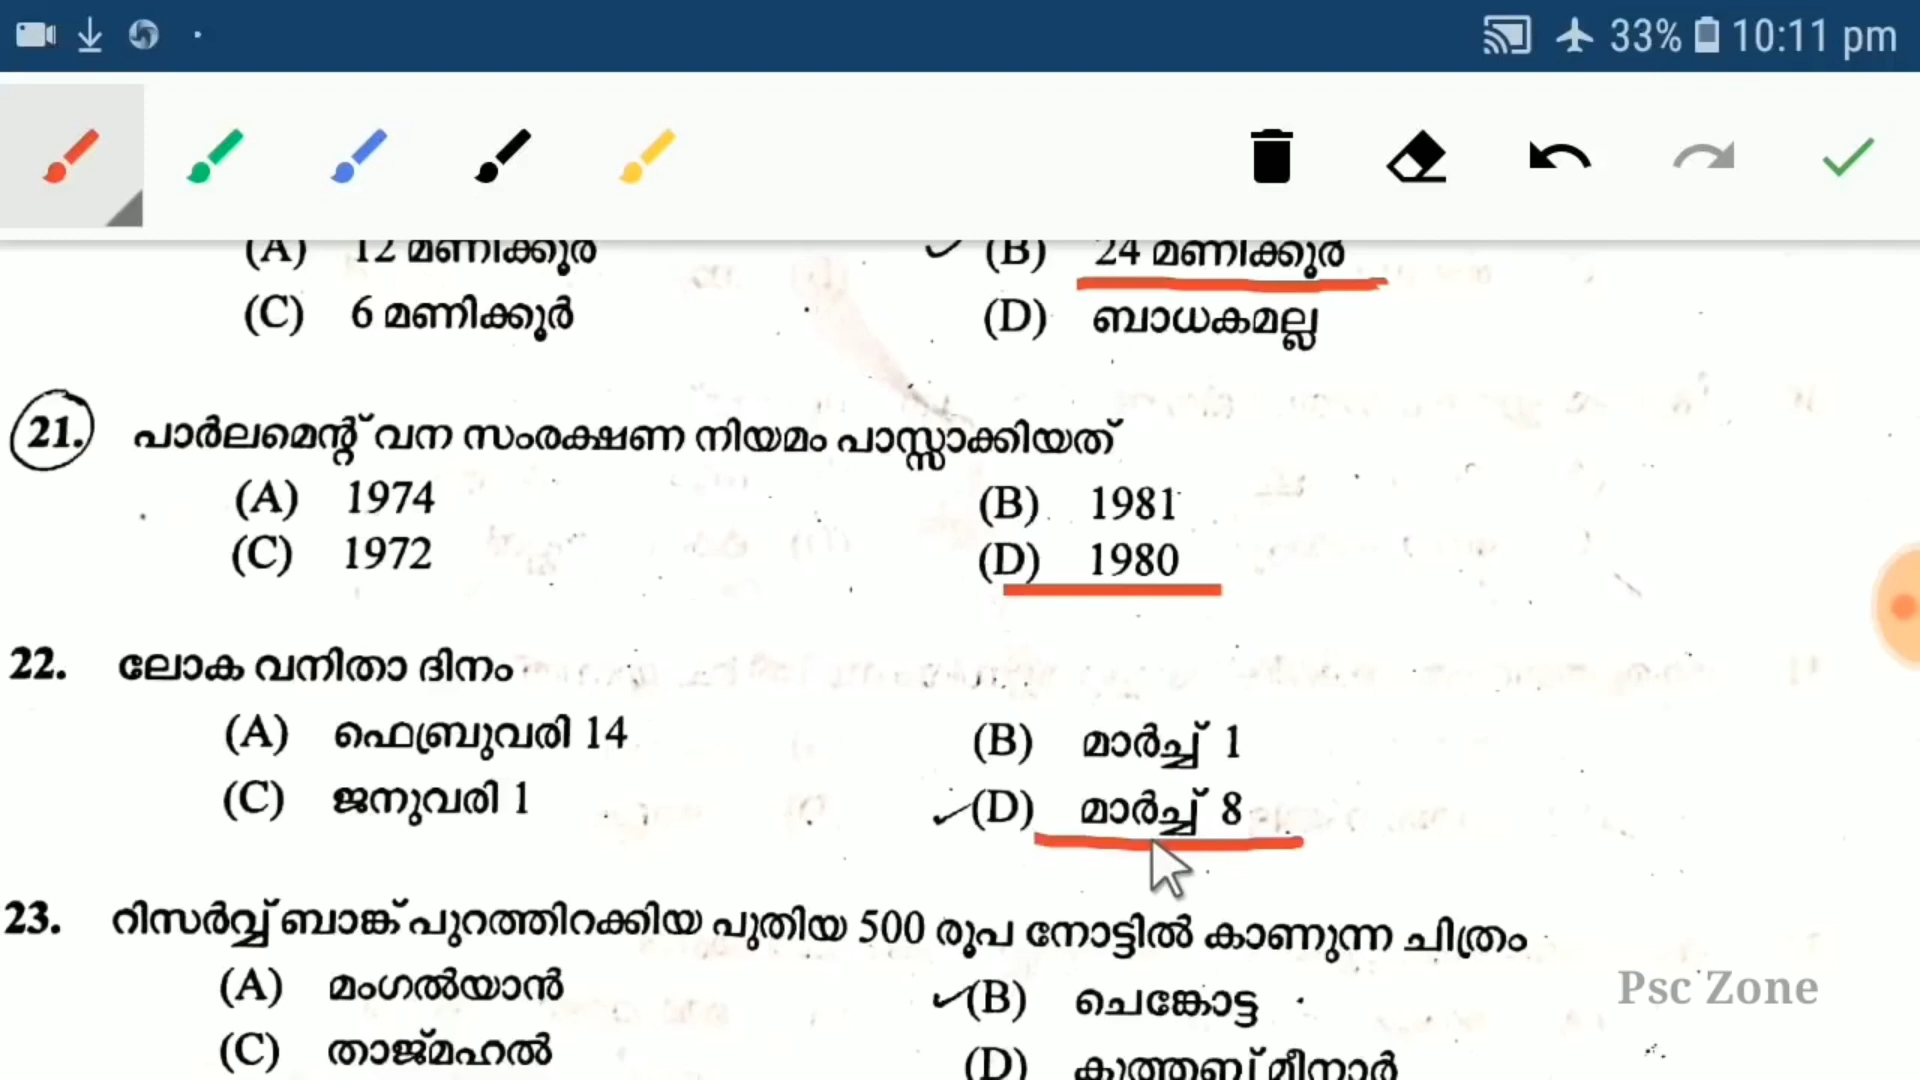 33% 10:11 pm
(A) 12 മണിക്കൂർ (B) 24 മണിക്കൂർ
(C) 6 മണിക്കൂർ (D) ബാധകമല്ല
21. പാർലമെന്റ് വന സംരക്ഷണ നിയമം പാസ്സാക്കിയത്
(A) 1974 (B) 1981
(C) 1972 (D) 1980
22. ലോക വനിതാ ദിനം
(A) ഫെബ്രുവരി 14 (B) മാർച്ച് 1
(C) ജനുവരി 1 (D) മാർച്ച് 8
23. റിസർവ്വ് ബാങ്ക് പുറത്തിറക്കിയ പുതിയ 500 രൂപ നോട്ടിൽ കാണുന്ന ചിത്രം
(A) മംഗൽയാൻ (B) ചെങ്കോട്ട
(C) താജ്മഹൽ (D) കുത്തബ് മീനാർ
Psc Zone